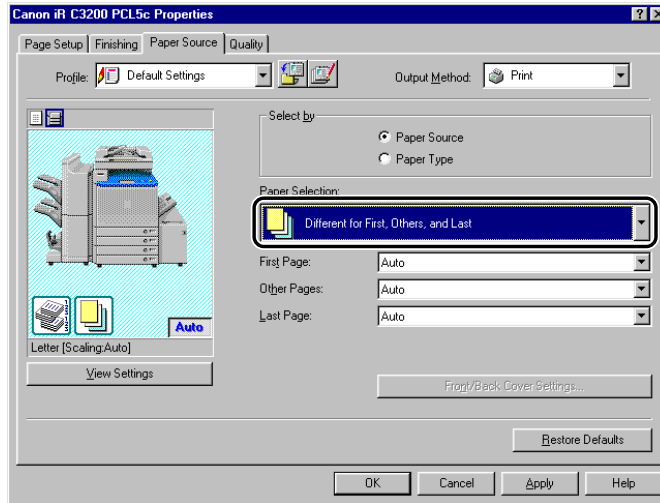 Canon iR C3200 PCL5c Properties
Page Setup Finishing Paper Source Quality
Profile: Default Settings Output Method: Print
Select by
Paper Source
Paper Type
Paper Selection:
Different for First, Others, and Last
First Page: Auto
Other Pages: Auto
Last Page: Auto
Auto
Letter [Scaling:Auto]
View Settings
Front/Back Cover Settings...
Restore Defaults
OK Cancel Apply Help